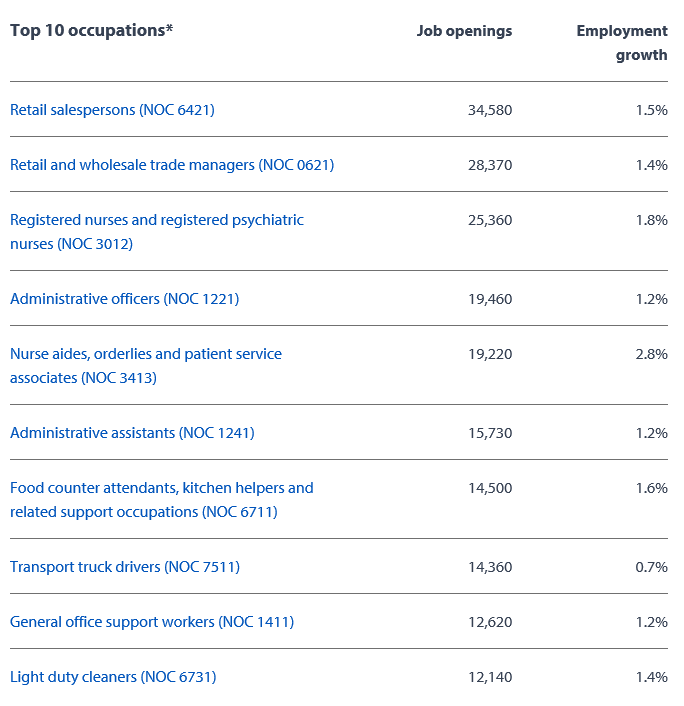 Top 10 occupations* Job openings Employment
growth
Retail salespersons (NOC 6421) 34,580 1.5%
Retail and wholesale trade managers (NOC 0621) 28,370 1.4%
Registered nurses and registered psychiatric 25,360 1.8%
nurses (NOC 3012)
Administrative officers (NOC 1221) 19,460 1.2%
Nurse aides, orderlies and patient service 19,220 2.8%
associates (NOC 3413)
Administrative assistants (NOC 1241) 15,730 1.2%
Food counter attendants, kitchen helpers and 14,500 1.6%
related support occupations (NOC 6711)
Transport truck drivers (NOC 7511) 14,360 0.7%
General office support workers (NOC 1411) 12,620 1.2%
Light duty cleaners (NOC 6731) 12,140 1.4%